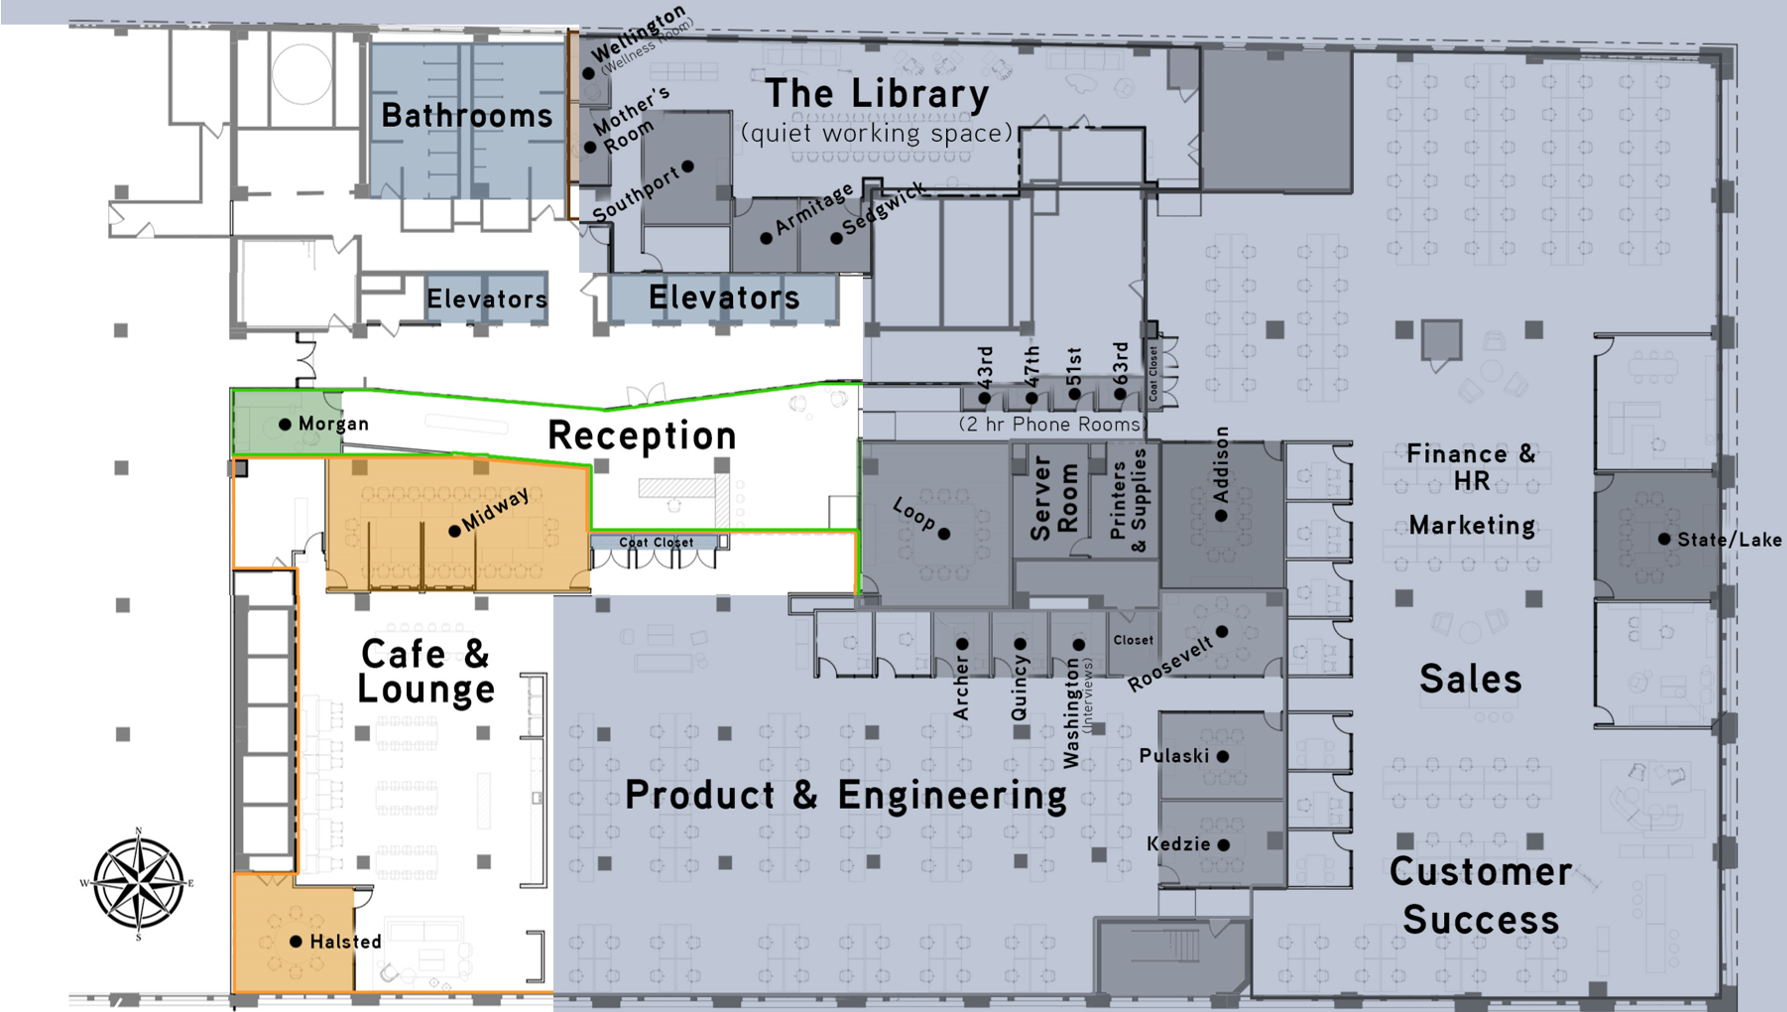 Wellington
(Wellness Room)
Mother's
Room
Bathrooms
The Library
(quiet working space)
Southport
Armitage
Sedgwick
Elevators
Elevators
43rd
47th
51st
63rd
Coat Closet
(2 hr Phone Rooms)
Morgan
Reception
Midway
Coat Closet
Loop
Server
Room
Printers
& Supplies
Addison
Finance &
HR
Marketing
State/Lake
Cafe &
Lounge
Archer
Quincy
Washington
(Interviews)
Closet
Roosevelt
Sales
Pulaski
Product & Engineering
Kedzie
Customer
Success
N
W
E
S
Halsted